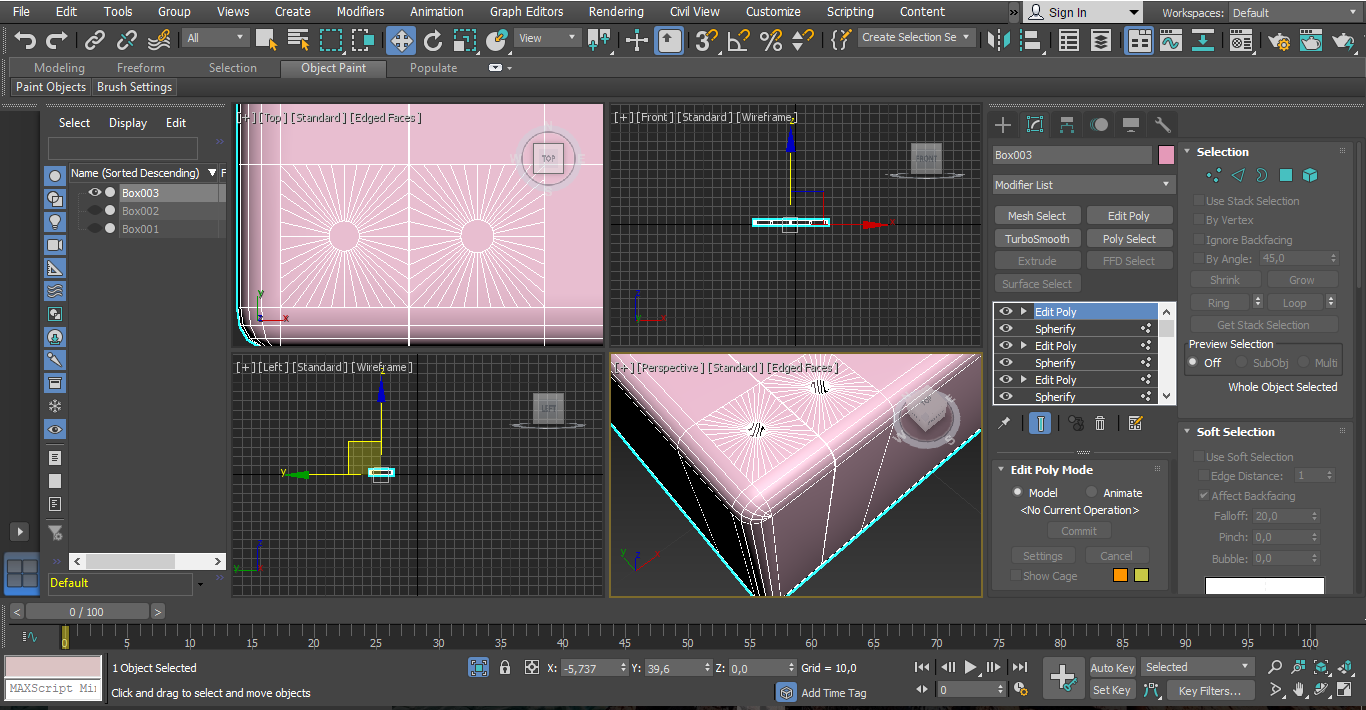 File Edit Tools Group Views Create Modifiers Animation Graph Editors Rendering Civil View Customize Scripting Content » Sign In Workspaces: Default
All View Create Selection Se
Modeling Freeform Selection Object Paint Populate
Paint Objects Brush Settings
Select Display Edit
Name (Sorted Descending) F
Box003
Box002
Box001
Default
[+] [Top] [Standard] [Edged Faces]
TOP
[+] [Front] [Standard] [Wireframe]
FRONT
[+] [Left] [Standard] [Wireframe]
LEFT
[+] [Perspective] [Standard] [Edged Faces]
Box003
Modifier List
Mesh Select Edit Poly
TurboSmooth Poly Select
Extrude FFD Select
Surface Select
Edit Poly
Spherify
Edit Poly
Spherify
Edit Poly
Spherify
Edit Poly Mode
Model Animate
<No Current Operation>
Commit
Settings Cancel
Show Cage
Selection
Use Stack Selection
By Vertex
Ignore Backfacing
By Angle: 45,0
Shrink Grow
Ring Loop
Get Stack Selection
Preview Selection
Off SubObj Multi
Whole Object Selected
Soft Selection
Use Soft Selection
Edge Distance: 1
Affect Backfacing
Falloff: 20,0
Pinch: 0,0
Bubble: 0,0
< 0 / 100 >
0 5 10 15 20 25 30 35 40 45 50 55 60 65 70 75 80 85 90 95 100
1 Object Selected X: -5,737 Y: 39,6 Z: 0,0 Grid = 10,0 Auto Key Selected
MAXScript Mi
Click and drag to select and move objects Add Time Tag 0 Set Key Key Filters...